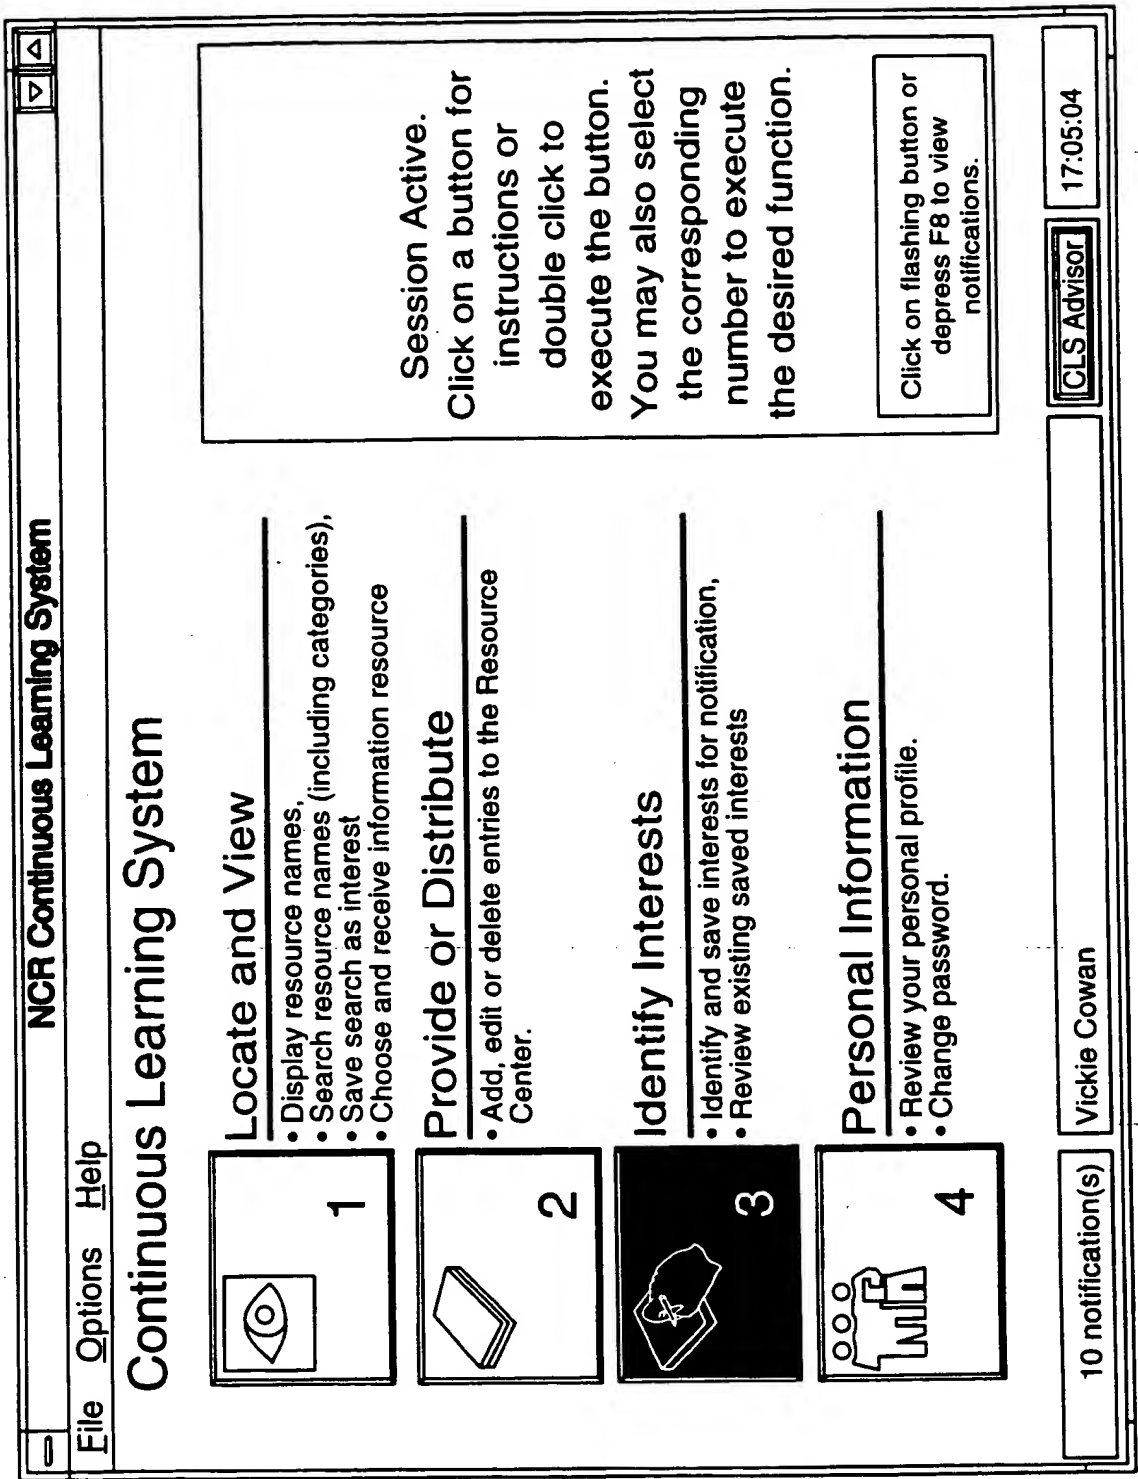 NCR Continuous Learning System
File Options Help
Continuous Learning System
1
Locate and View
• Display resource names,
• Search resource names (including categories),
• Save search as interest
• Choose and receive information resource
2
Provide or Distribute
• Add, edit or delete entries to the Resource
Center.
3
Identify Interests
• Identify and save interests for notification,
• Review existing saved interests
4
Personal Information
• Review your personal profile.
• Change password.
Session Active.
Click on a button for
instructions or
double click to
execute the button.
You may also select
the corresponding
number to execute
the desired function.
Click on flashing button or
depress F8 to view
notifications.
10 notification(s)
Vickie Cowan
CLS Advisor
17:05:04